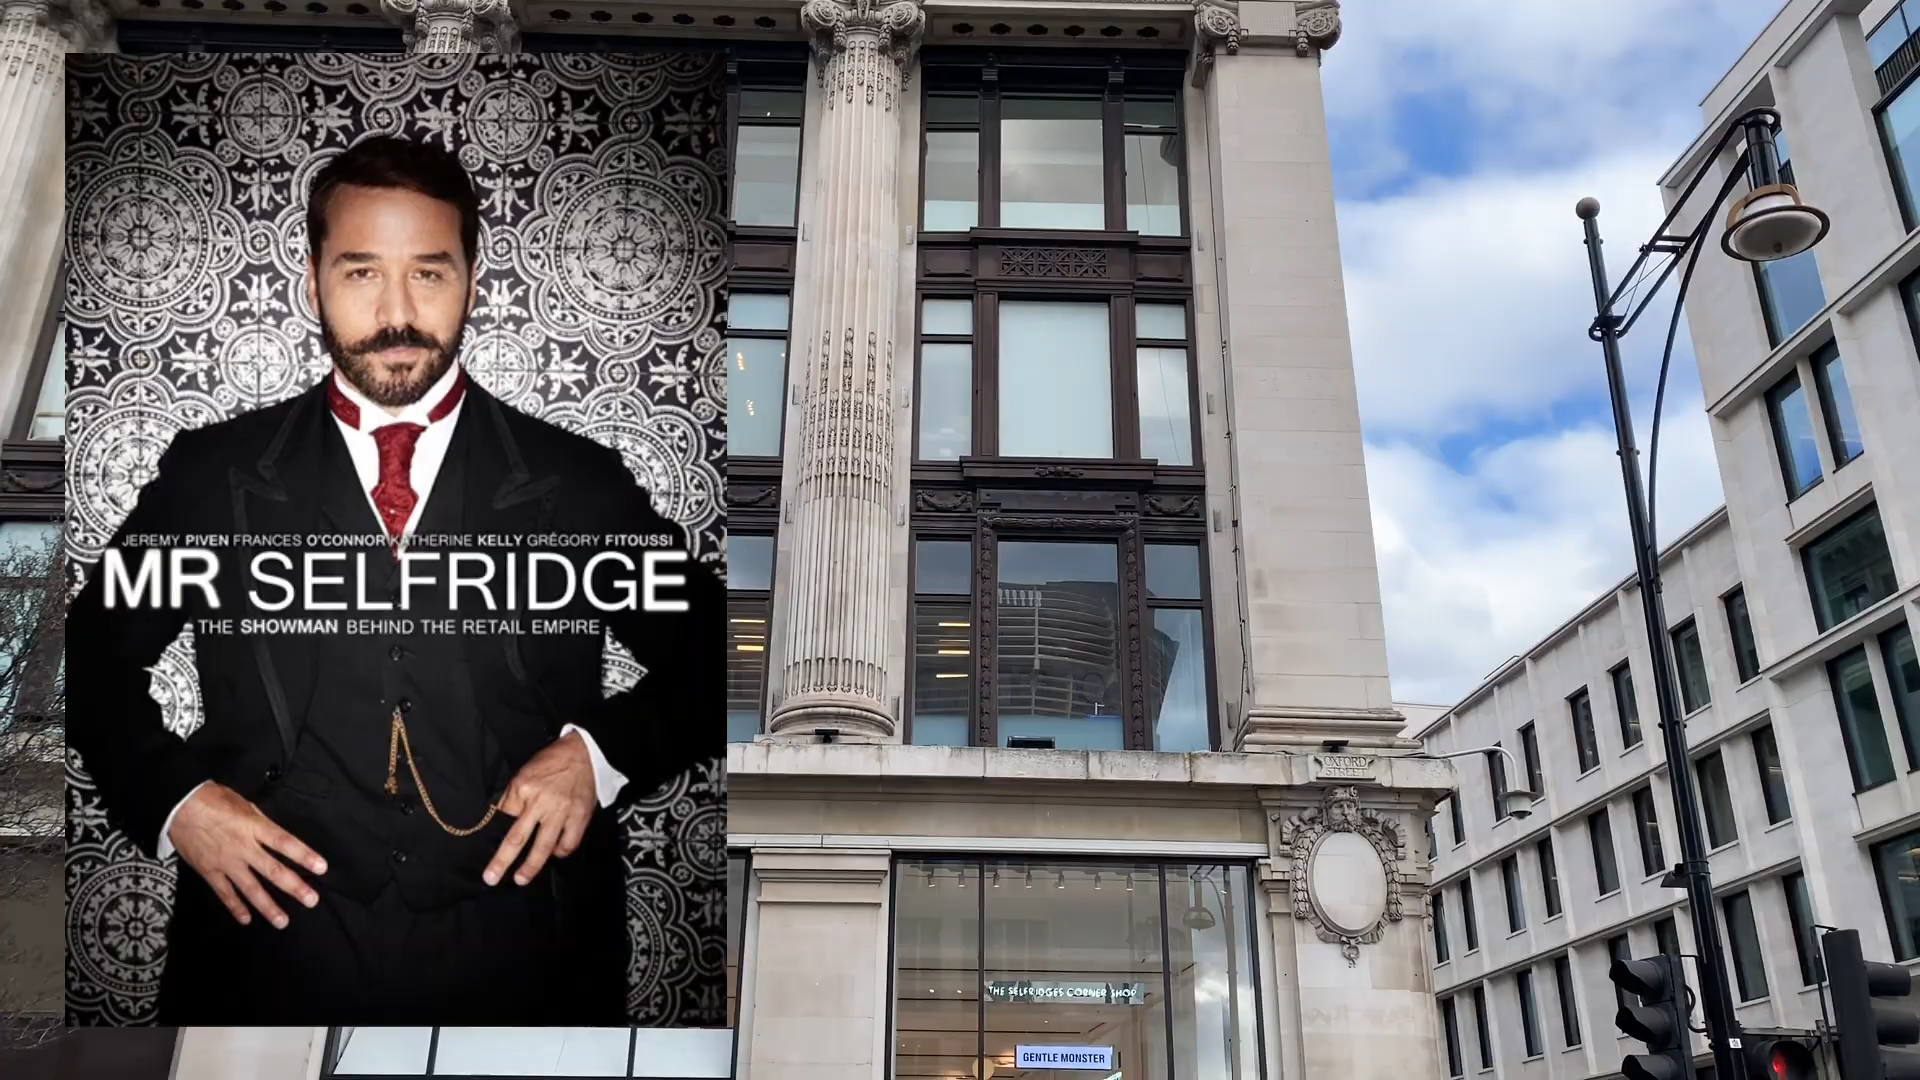 JEREMY PIVEN FRANCES O'CONNOR KATHERINE KELLY GRÉGORY FITOUSSI
MR SELFRIDGE
THE SHOWMAN BEHIND THE RETAIL EMPIRE
OXFORD
STREET
THE SELFRIDGES CORNER SHOP
GENTLE MONSTER